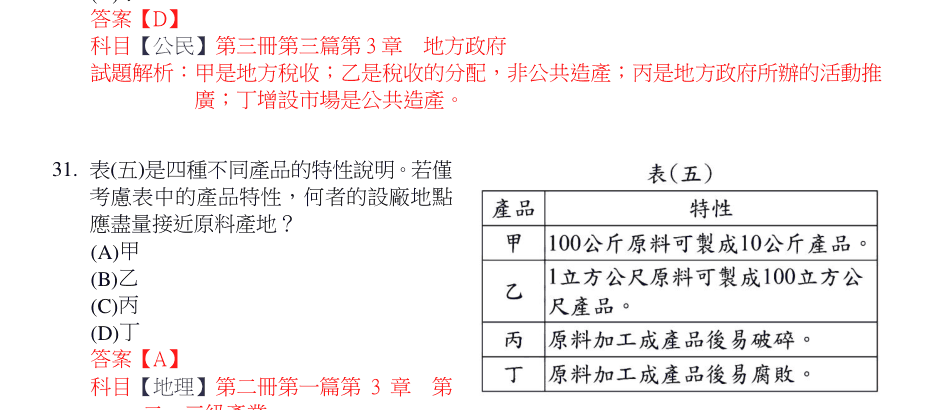 答案【D】
科目【公民】第三冊第三篇第 3 章　地方政府
試題解析：甲是地方稅收；乙是稅收的分配，非公共造產；丙是地方政府所辦的活動推
廣；丁增設市場是公共造產。
31. 表(五)是四種不同產品的特性說明。若僅
考慮表中的產品特性，何者的設廠地點
應盡量接近原料產地？
(A)甲
(B)乙
(C)丙
(D)丁
答案【A】
科目【地理】第二冊第一篇第 3 章　第
表(五)
產品　特性
甲　100公斤原料可製成10公斤產品。
乙　1立方公尺原料可製成100立方公
尺產品。
丙　原料加工成產品後易破碎。
丁　原料加工成產品後易腐敗。